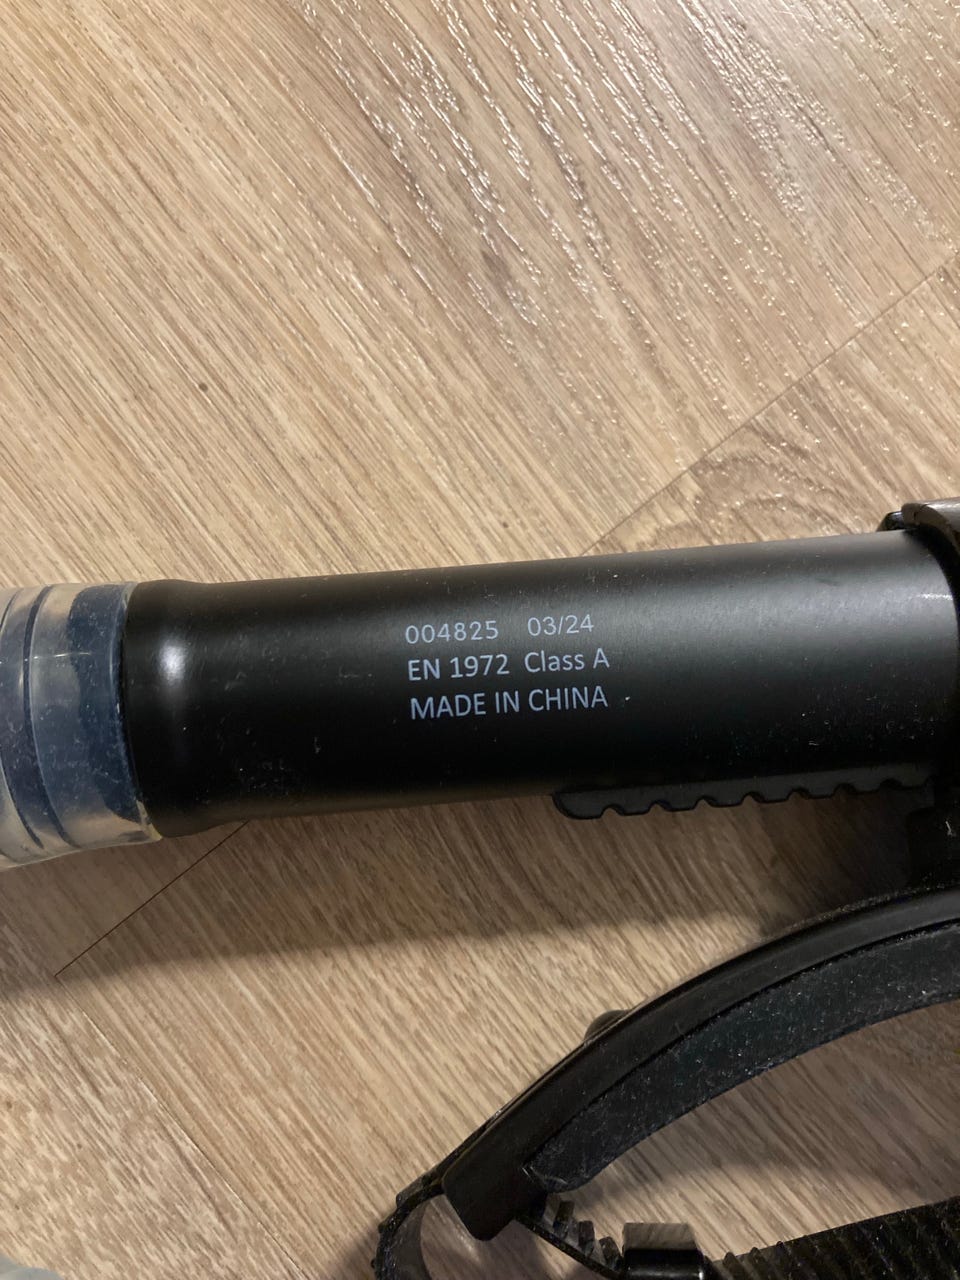 004825 03/24
EN 1972 Class A
MADE IN CHINA